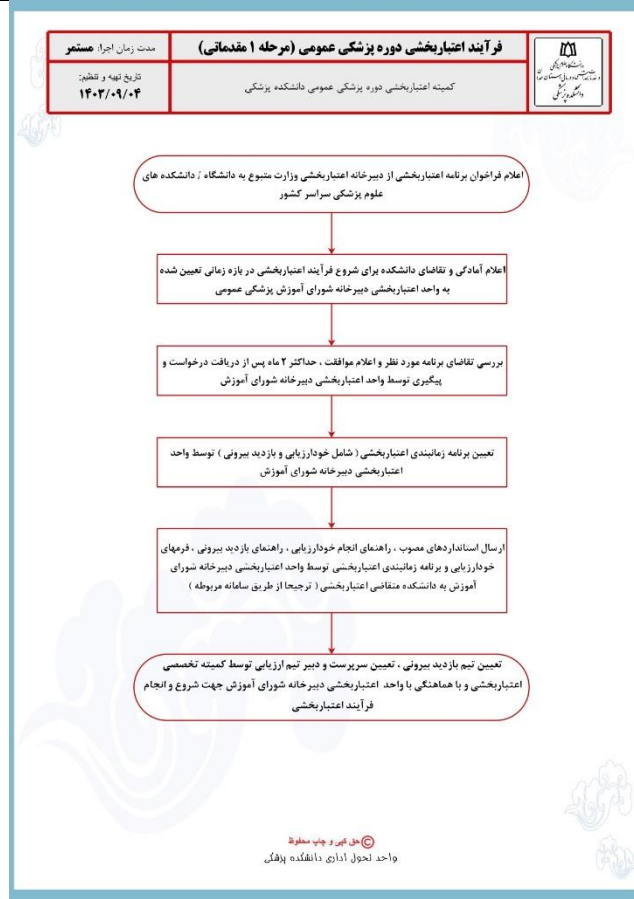 فرآیند اعتباربخشی دوره پزشکی عمومی (مرحله ۱ مقدماتی)
مدت زمان اجرا: مستمر
کمیته اعتباربخشی دوره پزشکی عمومی دانشکده پزشکی
تاریخ تهیه و تنظیم:
۱۴۰۳/۰۹/۰۴
دانشکده پزشکی
اعلام فراخوان برنامه اعتباربخشی از دبیرخانه اعتباربخشی وزارت متبوع به دانشگاه / دانشکده های
علوم پزشکی سراسر کشور
اعلام آمادگی و تقاضای دانشکده برای شروع فرآیند اعتباربخشی در بازه زمانی تعیین شده
به واحد اعتباربخشی دبیرخانه شورای آموزش پزشکی عمومی
بررسی تقاضای برنامه مورد نظر و اعلام موافقت ، حداکثر ۲ ماه پس از دریافت درخواست و
پیگیری توسط واحد اعتباربخشی دبیرخانه شورای آموزش
تعیین برنامه زمانبندی اعتباربخشی ( شامل خودارزیابی و بازدید بیرونی ) توسط واحد
اعتباربخشی دبیرخانه شورای آموزش
ارسال استانداردهای مصوب ، راهنمای انجام خودارزیابی ، راهنمای بازدید بیرونی ، فرمهای
خودارزیابی و برنامه زمانبندی اعتباربخشی توسط واحد اعتباربخشی دبیرخانه شورای
آموزش به دانشکده متقاضی اعتباربخشی ( ترجیحا از طریق سامانه مربوطه )
تعیین تیم بازدید بیرونی ، تعیین سرپرست و دبیر تیم ارزیابی توسط کمیته تخصصی
اعتباربخشی و با هماهنگی با واحد اعتباربخشی دبیرخانه شورای آموزش جهت شروع و انجام
فرآیند اعتباربخشی
©حق کپی و چاپ محفوظ
واحد تحول اداری دانشکده پزشکی